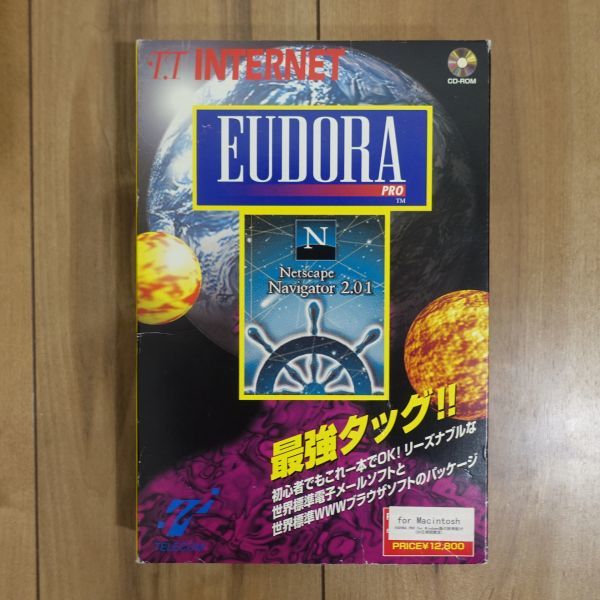 T.T INTERNET
CD-ROM
EUDORA
PRO
TM
N
Netscape
Navigator 2.0.1
最強タッグ!!
初心者でもこれ一本でOK! リーズナブルな
世界標準電子メールソフトと
世界標準WWWブラウザソフトのパッケージ
TELECOM
for Macintosh
PRICE¥12,800